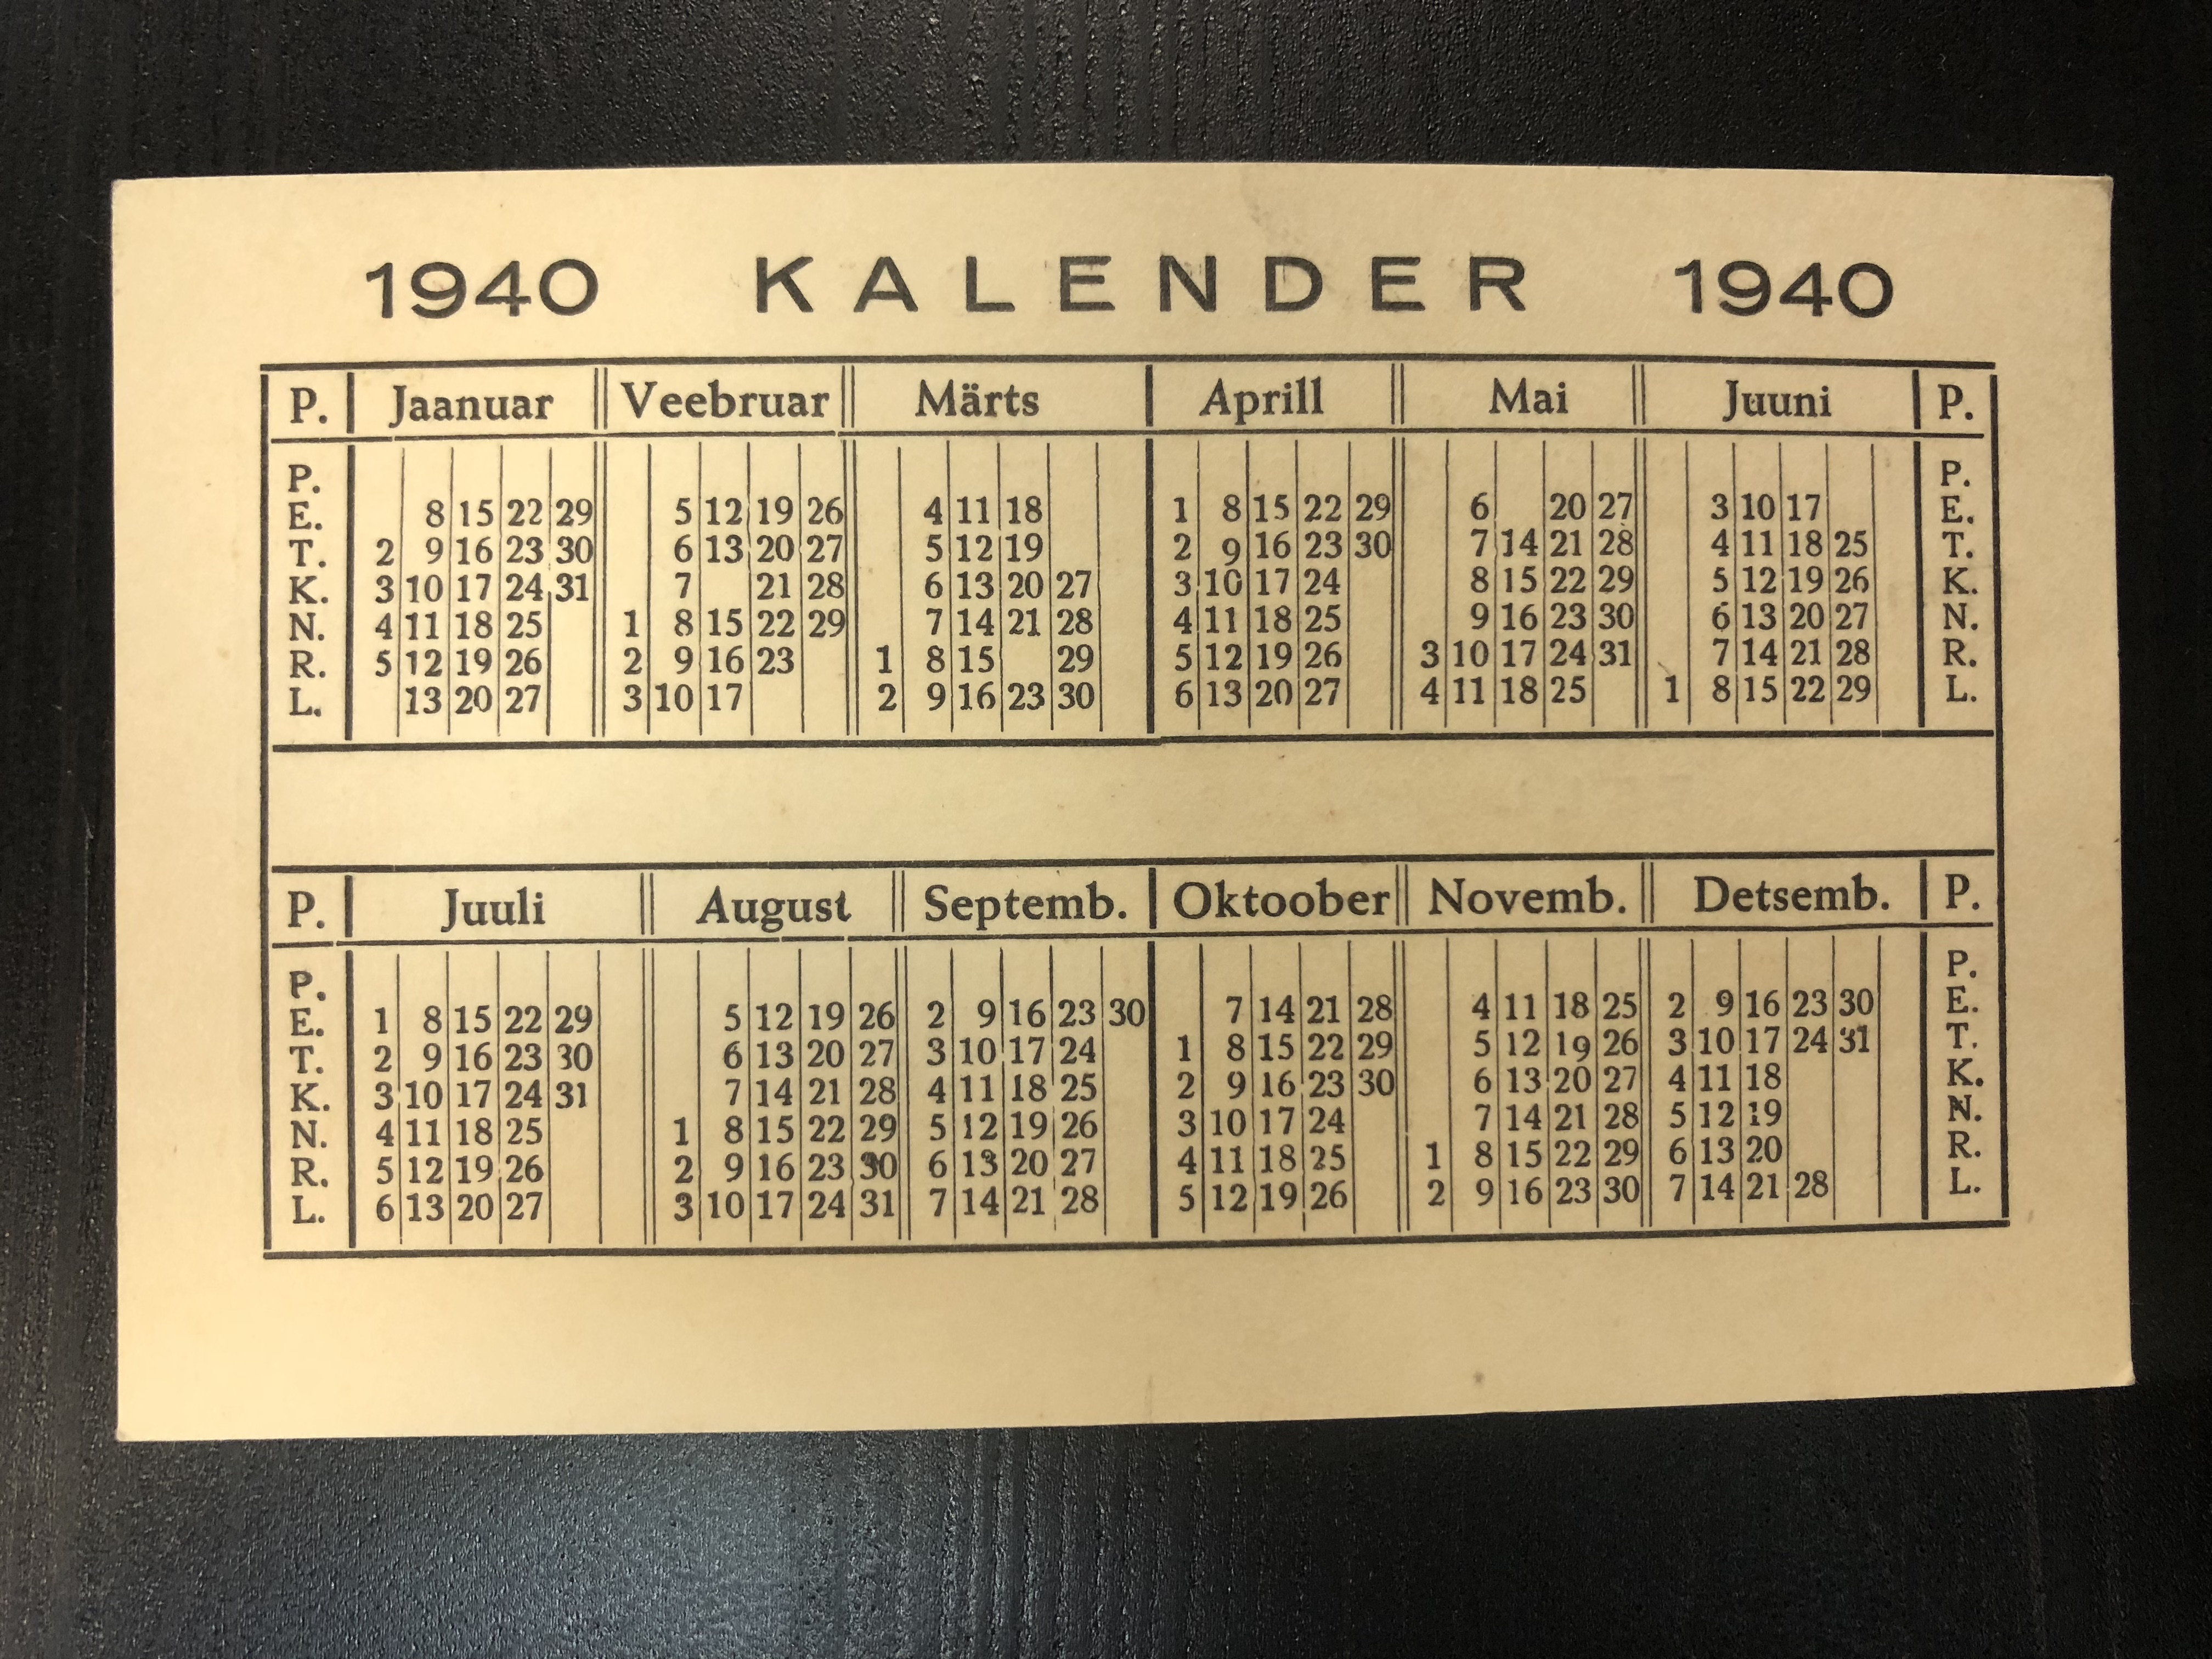 1940 KALENDER 1940
P. Jaanuar Veebruar Märts Aprill Mai Juuni P.
P. P.
E. 8 15 22 29 5 12 19 26 4 11 18 1 8 15 22 29 6 20 27 3 10 17 E.
T. 2 9 16 23 30 6 13 20 27 5 12 19 2 9 16 23 30 7 14 21 28 4 11 18 25 T.
K. 3 10 17 24 31 7 21 28 6 13 20 27 3 10 17 24 8 15 22 29 5 12 19 26 K.
N. 4 11 18 25 1 8 15 22 29 7 14 21 28 4 11 18 25 9 16 23 30 6 13 20 27 N.
R. 5 12 19 26 2 9 16 23 1 8 15 29 5 12 19 26 3 10 17 24 31 7 14 21 28 R.
L. 13 20 27 3 10 17 2 9 16 23 30 6 13 20 27 4 11 18 25 1 8 15 22 29 L.
P. Juuli August Septemb. Oktoober Novemb. Detsemb. P.
P. P.
E. 1 8 15 22 29 5 12 19 26 2 9 16 23 30 7 14 21 28 4 11 18 25 2 9 16 23 30 E.
T. 2 9 16 23 30 6 13 20 27 3 10 17 24 1 8 15 22 29 5 12 19 26 3 10 17 24 31 T.
K. 3 10 17 24 31 7 14 21 28 4 11 18 25 2 9 16 23 30 6 13 20 27 4 11 18 K.
N. 4 11 18 25 1 8 15 22 29 5 12 19 26 3 10 17 24 7 14 21 28 5 12 19 N.
R. 5 12 19 26 2 9 16 23 30 6 13 20 27 4 11 18 25 1 8 15 22 29 6 13 20 R.
L. 6 13 20 27 3 10 17 24 31 7 14 21 28 5 12 19 26 2 9 16 23 30 7 14 21 28 L.